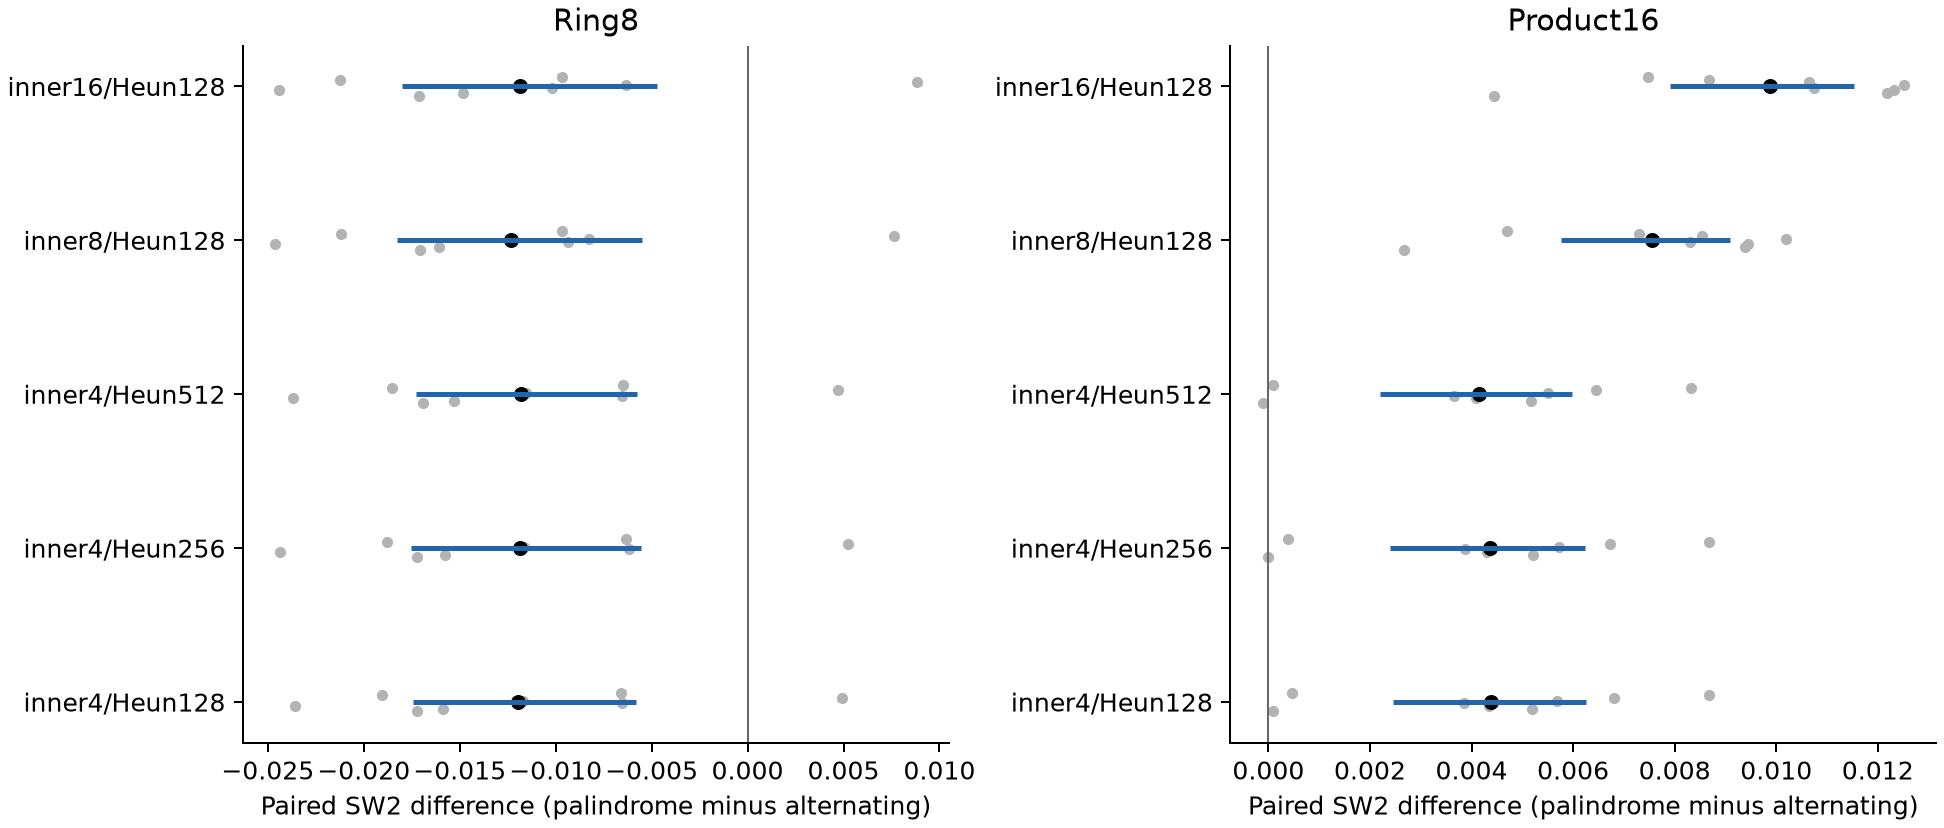 Ring8
inner16/Heun128
inner8/Heun128
inner4/Heun512
inner4/Heun256
inner4/Heun128
−0.025 −0.020 −0.015 −0.010 −0.005 0.000 0.005 0.010
Paired SW2 difference (palindrome minus alternating)
Product16
inner16/Heun128
inner8/Heun128
inner4/Heun512
inner4/Heun256
inner4/Heun128
0.000 0.002 0.004 0.006 0.008 0.010 0.012
Paired SW2 difference (palindrome minus alternating)